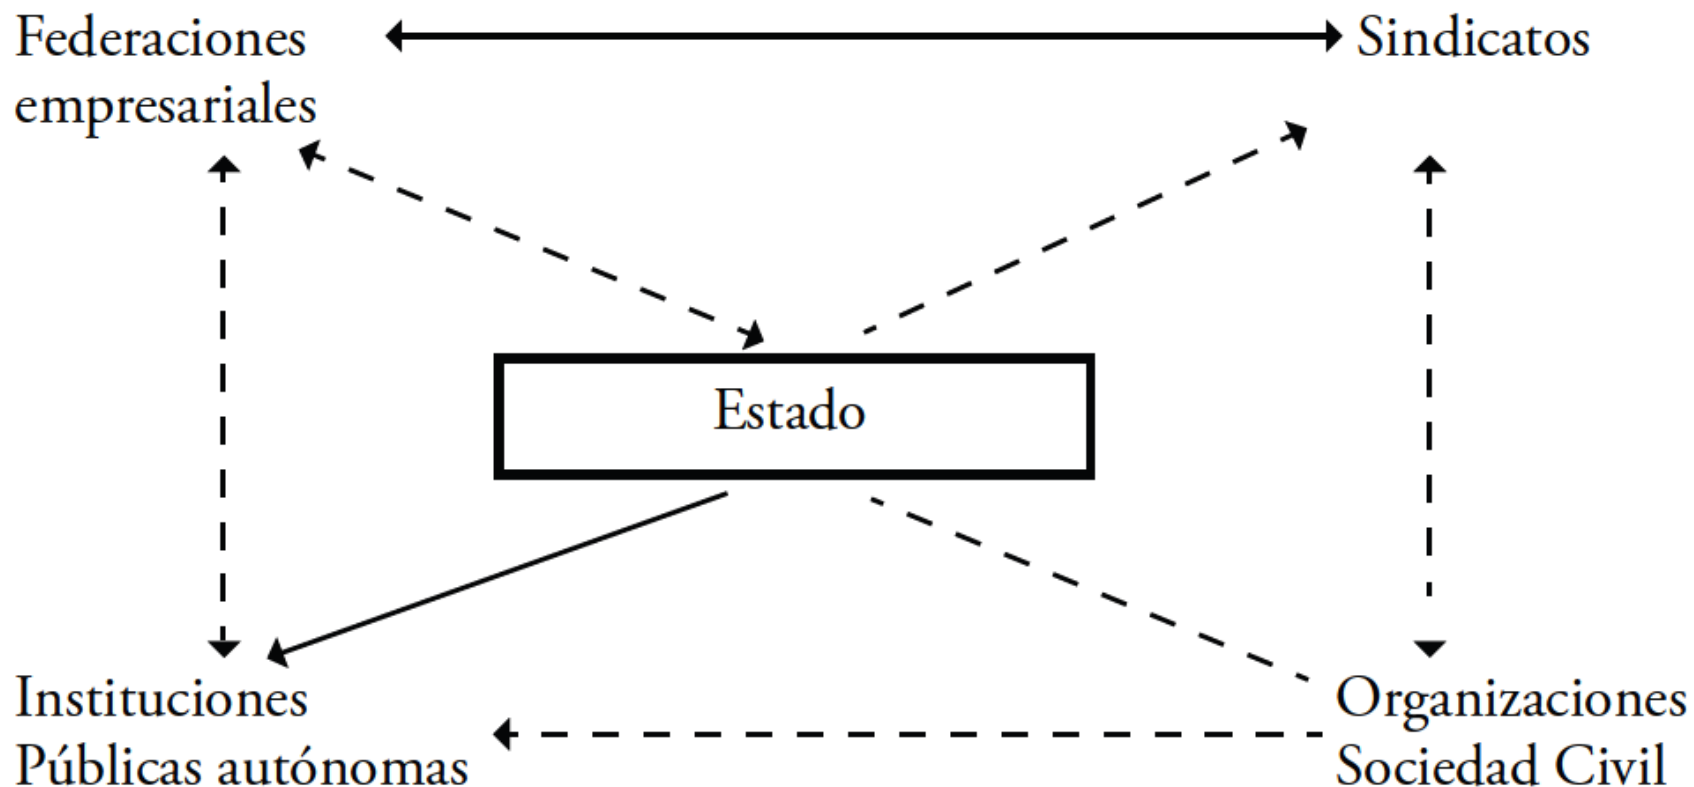 Federaciones
empresariales
Sindicatos
Estado
Instituciones
Públicas autónomas
Organizaciones
Sociedad Civil